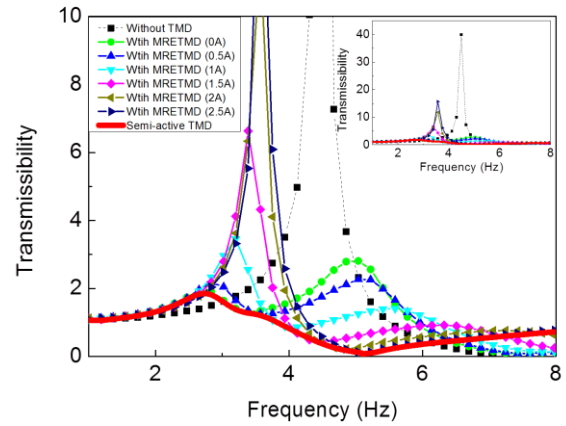 10
8
6
4
2
0
Transmissibility
Without TMD
Wtih MRETMD (0A)
Wtih MRETMD (0.5A)
Wtih MRETMD (1A)
Wtih MRETMD (1.5A)
Wtih MRETMD (2A)
Wtih MRETMD (2.5A)
Semi-active TMD
40
30
20
10
0
Transmissibility
2 4 6 8
Frequency (Hz)
2 4 6 8
Frequency (Hz)